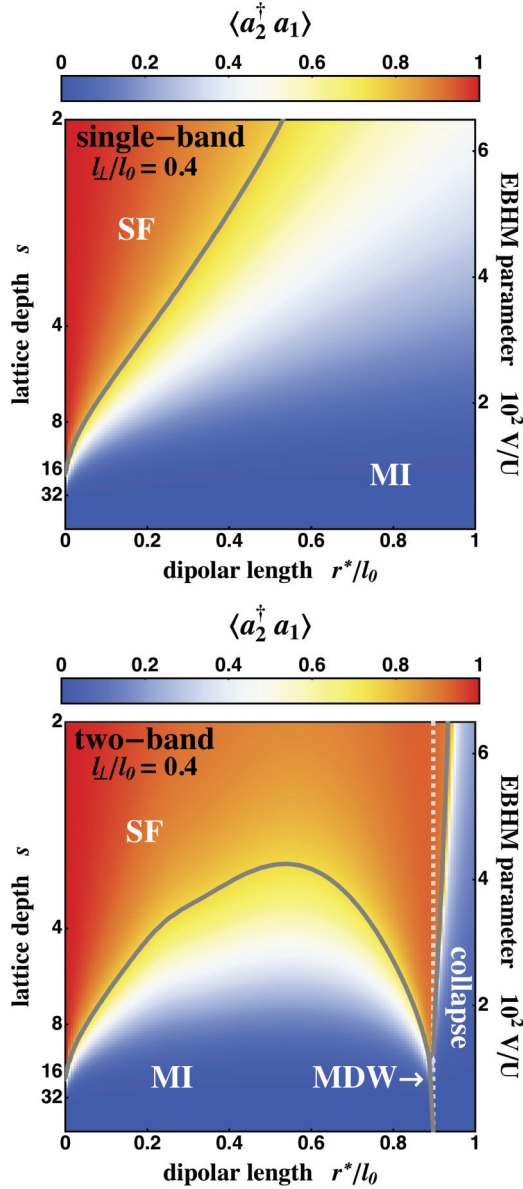 ⟨a₂† a₁⟩
0 0.2 0.4 0.6 0.8 1
single-band
l⊥/l₀ = 0.4
SF
MI
lattice depth s
2
4
8
16
32
EBHM parameter 10² V/U
6
4
2
0 0.2 0.4 0.6 0.8 1
dipolar length r*/l₀
⟨a₂† a₁⟩
0 0.2 0.4 0.6 0.8 1
two-band
l⊥/l₀ = 0.4
SF
MI
MDW→
collapse
lattice depth s
2
4
8
16
32
EBHM parameter 10² V/U
6
4
2
0 0.2 0.4 0.6 0.8 1
dipolar length r*/l₀